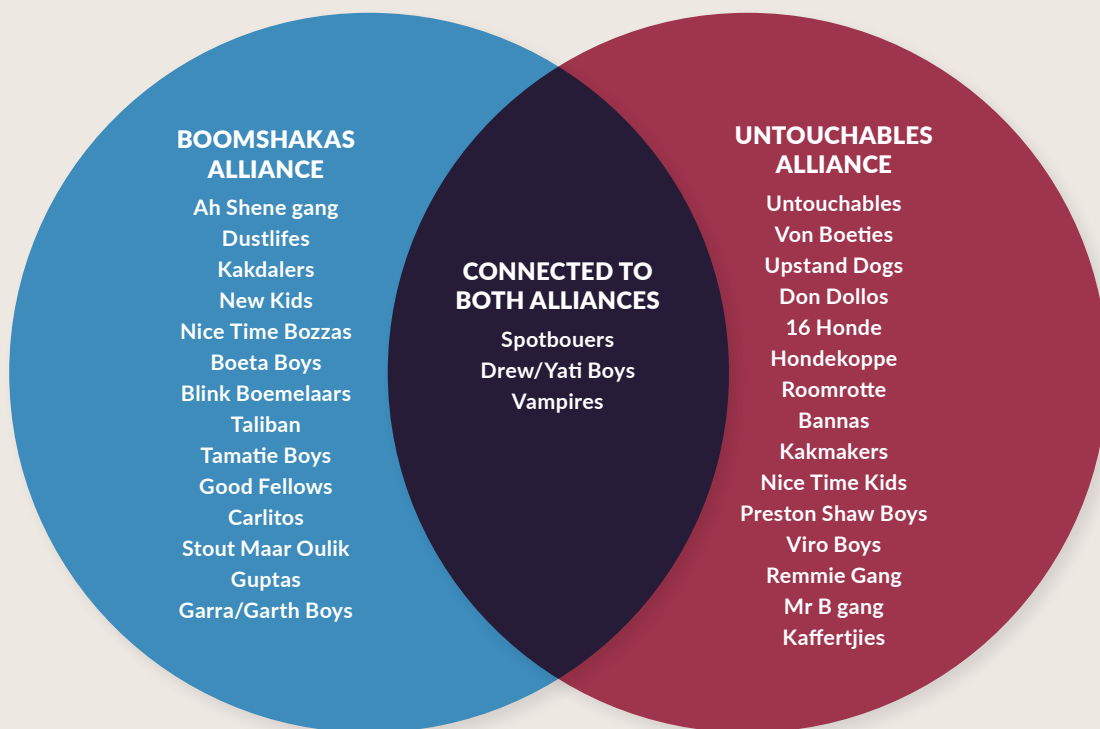 BOOMSHAKAS
ALLIANCE
Ah Shene gang
Dustlifes
Kakdalers
New Kids
Nice Time Bozzas
Boeta Boys
Blink Boemelaars
Taliban
Tamatie Boys
Good Fellows
Carlitos
Stout Maar Oulik
Guptas
Garra/Garth Boys
CONNECTED TO
BOTH ALLIANCES
Spotbouers
Drew/Yati Boys
Vampires
UNTOUCHABLES
ALLIANCE
Untouchables
Von Boeties
Upstand Dogs
Don Dollos
16 Honde
Hondekoppe
Roomrotte
Bannas
Kakmakers
Nice Time Kids
Preston Shaw Boys
Viro Boys
Remmie Gang
Mr B gang
Kaffertjies